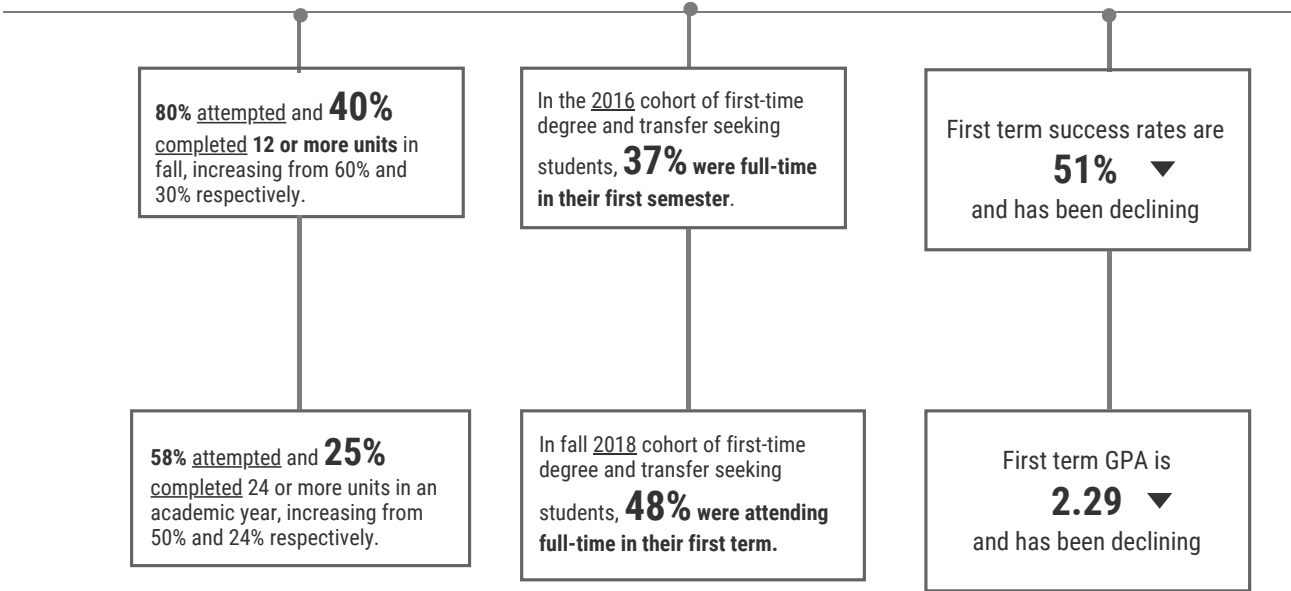 80% attempted and 40%
completed 12 or more units in
fall, increasing from 60% and
30% respectively.
In the 2016 cohort of first-time
degree and transfer seeking
students, 37% were full-time
in their first semester.
First term success rates are
51% ▼
and has been declining
58% attempted and 25%
completed 24 or more units in an
academic year, increasing from
50% and 24% respectively.
In fall 2018 cohort of first-time
degree and transfer seeking
students, 48% were attending
full-time in their first term.
First term GPA is
2.29 ▼
and has been declining